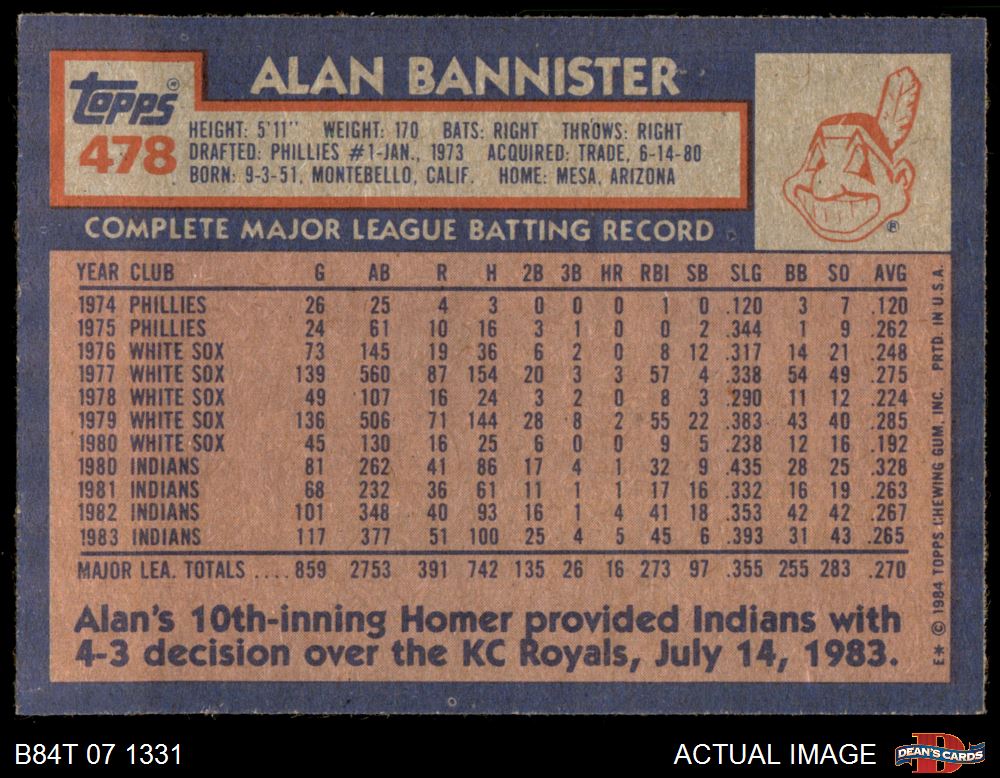 ALAN BANNISTER
Topps®
478
HEIGHT: 5'11'' WEIGHT: 170 BATS: RIGHT THROWS: RIGHT
DRAFTED: PHILLIES #1-JAN., 1973 ACQUIRED: TRADE, 6-14-80
BORN: 9-3-51, MONTEBELLO, CALIF. HOME: MESA, ARIZONA
®
COMPLETE MAJOR LEAGUE BATTING RECORD
YEAR CLUB G AB R H 2B 3B HR RBI SB SLG BB SO AVG
1974 PHILLIES 26 25 4 3 0 0 0 1 0 .120 3 7 .120
1975 PHILLIES 24 61 10 16 3 1 0 0 2 .344 1 9 .262
1976 WHITE SOX 73 145 19 36 6 2 0 8 12 .317 14 21 .248
1977 WHITE SOX 139 560 87 154 20 3 3 57 4 .338 54 49 .275
1978 WHITE SOX 49 107 16 24 3 2 0 8 3 .290 11 12 .224
1979 WHITE SOX 136 506 71 144 28 8 2 55 22 .383 43 40 .285
1980 WHITE SOX 45 130 16 25 6 0 0 9 5 .238 12 16 .192
1980 INDIANS 81 262 41 86 17 4 1 32 9 .435 28 25 .328
1981 INDIANS 68 232 36 61 11 1 1 17 16 .332 16 19 .263
1982 INDIANS 101 348 40 93 16 1 4 41 18 .353 42 42 .267
1983 INDIANS 117 377 51 100 25 4 5 45 6 .393 31 43 .265
MAJOR LEA. TOTALS .... 859 2753 391 742 135 26 16 273 97 .355 255 283 .270
Alan's 10th-inning Homer provided Indians with
4-3 decision over the KC Royals, July 14, 1983.
E* © 1984 TOPPS CHEWING GUM, INC. PRTD. IN U.S.A.
B84T 07 1331
ACTUAL IMAGE
DEAN'S CARDS